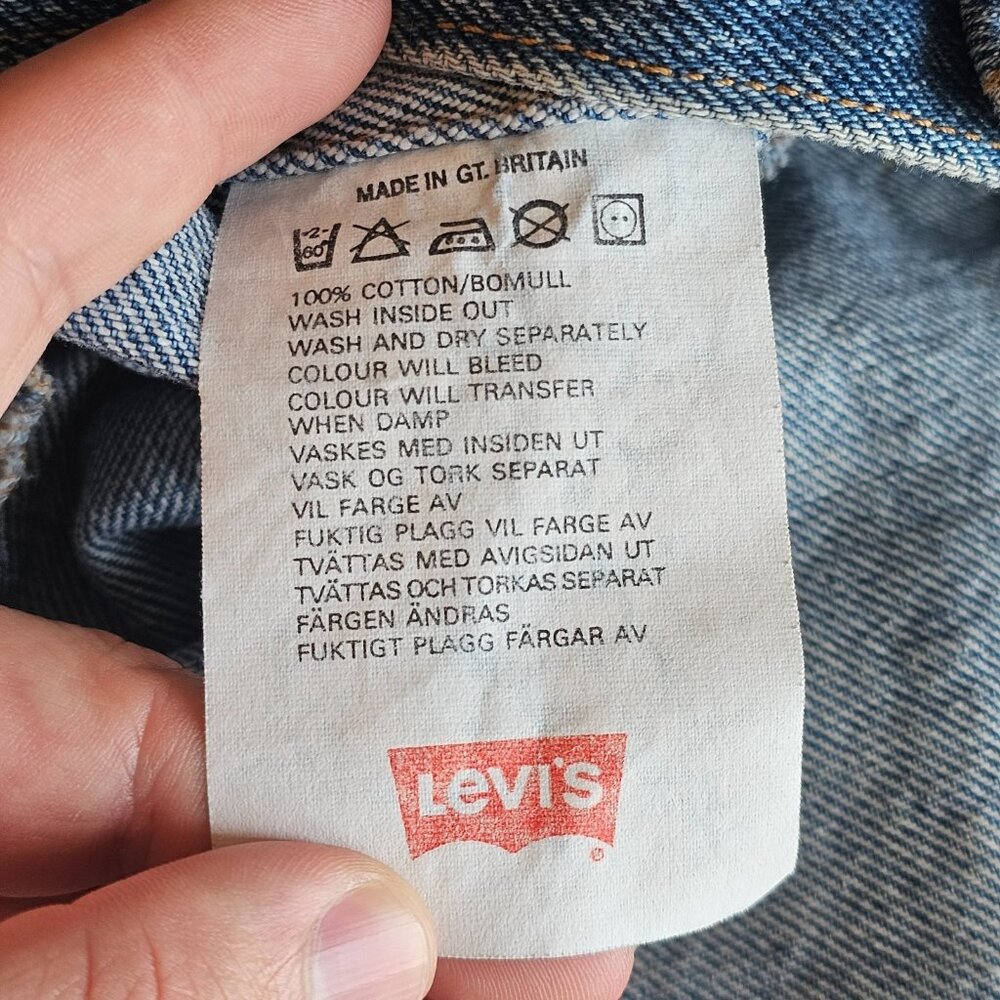 MADE IN GT. BRITAIN
-2-
60°
100% COTTON/BOMULL
WASH INSIDE OUT
WASH AND DRY SEPARATELY
COLOUR WILL BLEED
COLOUR WILL TRANSFER
WHEN DAMP
VASKES MED INSIDEN UT
VASK OG TORK SEPARAT
VIL FARGE AV
FUKTIG PLAGG VIL FARGE AV
TVÄTTAS MED AVIGSIDAN UT
TVÄTTAS OCH TORKAS SEPARAT
FÄRGEN ÄNDRAS
FUKTIGT PLAGG FÄRGAR AV
LeVI'S
®